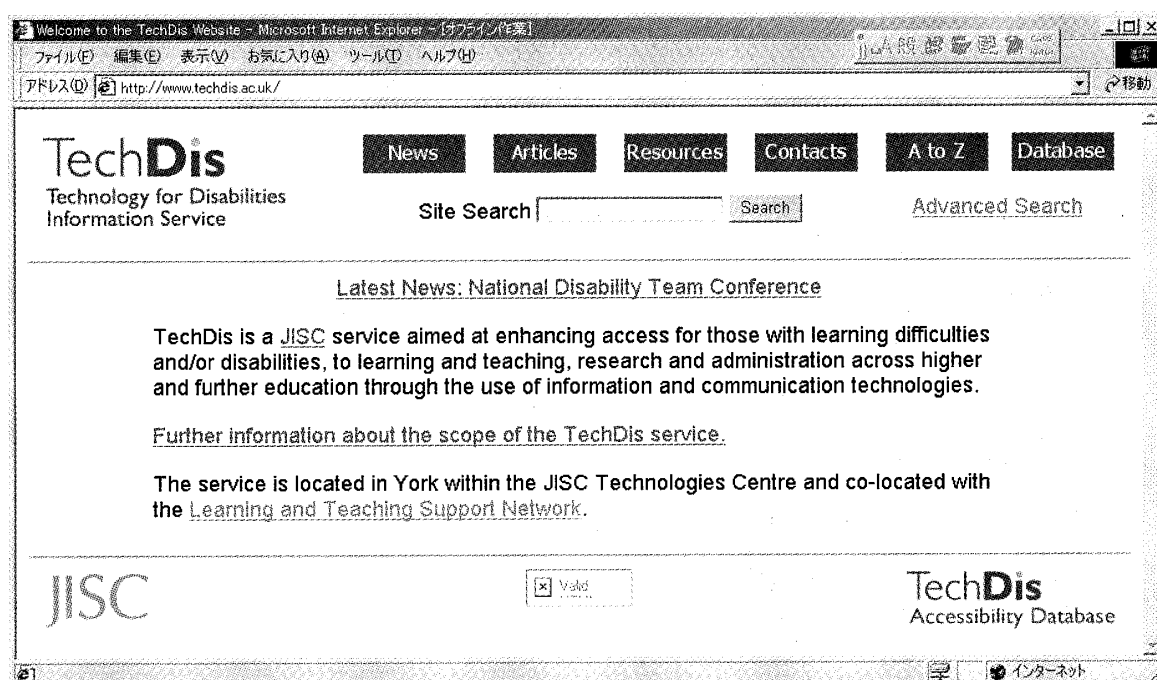 Welcome to the TechDis Website - Microsoft Internet Explorer - [オフライン作業]
ファイル(F) 編集(E) 表示(V) お気に入り(A) ツール(T) ヘルプ(H)
アドレス(D) http://www.techdis.ac.uk/ 移動
TechDis
Technology for Disabilities
Information Service
News Articles Resources Contacts A to Z Database
Site Search Search Advanced Search
Latest News: National Disability Team Conference
TechDis is a JISC service aimed at enhancing access for those with learning difficulties
and/or disabilities, to learning and teaching, research and administration across higher
and further education through the use of information and communication technologies.
Further information about the scope of the TechDis service.
The service is located in York within the JISC Technologies Centre and co-located with
the Learning and Teaching Support Network.
JISC
Valid
TechDis
Accessibility Database
インターネット